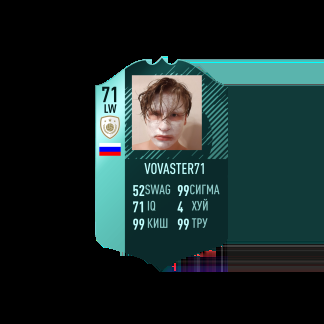 71
LW
VOVASTER71
52 SWAG 99 СИГМА
71 IQ 4 ХУЙ
99 КИШ 99 ТРУ